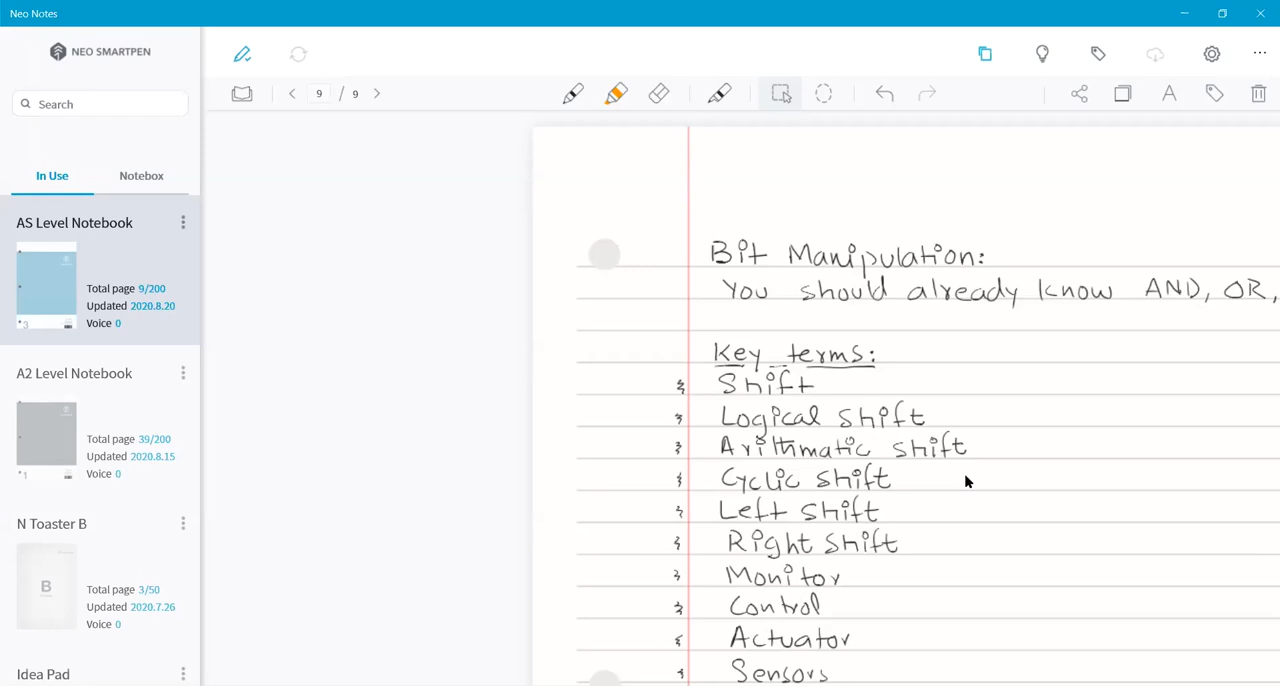 Neo Notes
NEO SMARTPEN
Search
In Use
Notebox
AS Level Notebook
Total page 9/200
Updated 2020.8.20
Voice 0
A2 Level Notebook
Total page 39/200
Updated 2020.8.15
Voice 0
N Toaster B
B
Total page 3/50
Updated 2020.7.26
Voice 0
Idea Pad
9 / 9
Bit Manipulation:
You should already know AND, OR,
Key terms:
Shift
Logical shift
Arithmatic shift
Cyclic shift
Left shift
Right shift
Monitor
Control
Actuator
Sensors